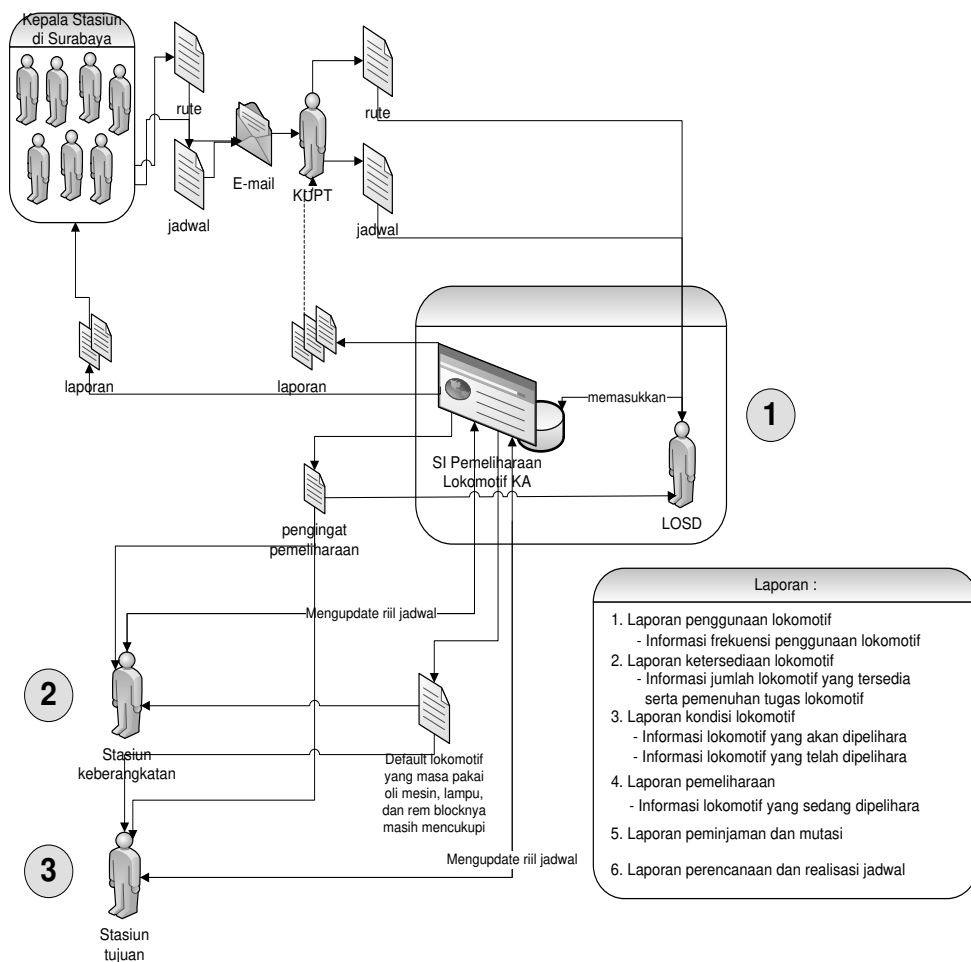 Kepala Stasiun
di Surabaya
rute
jadwal
E-mail
KUPT
rute
jadwal
laporan
laporan
memasukkan
1
SI Pemeliharaan
Lokomotif KA
LOSD
pengingat
pemeliharaan
Mengupdate riil jadwal
2
Stasiun
keberangkatan
Default lokomotif
yang masa pakai
oli mesin, lampu,
dan rem blocknya
masih mencukupi
Mengupdate riil jadwal
3
Stasiun
tujuan
Laporan :
1. Laporan penggunaan lokomotif
- Informasi frekuensi penggunaan lokomotif
2. Laporan ketersediaan lokomotif
- Informasi jumlah lokomotif yang tersedia
serta pemenuhan tugas lokomotif
3. Laporan kondisi lokomotif
- Informasi lokomotif yang akan dipelihara
- Informasi lokomotif yang telah dipelihara
4. Laporan pemeliharaan
- Informasi lokomotif yang sedang dipelihara
5. Laporan peminjaman dan mutasi
6. Laporan perencanaan dan realisasi jadwal